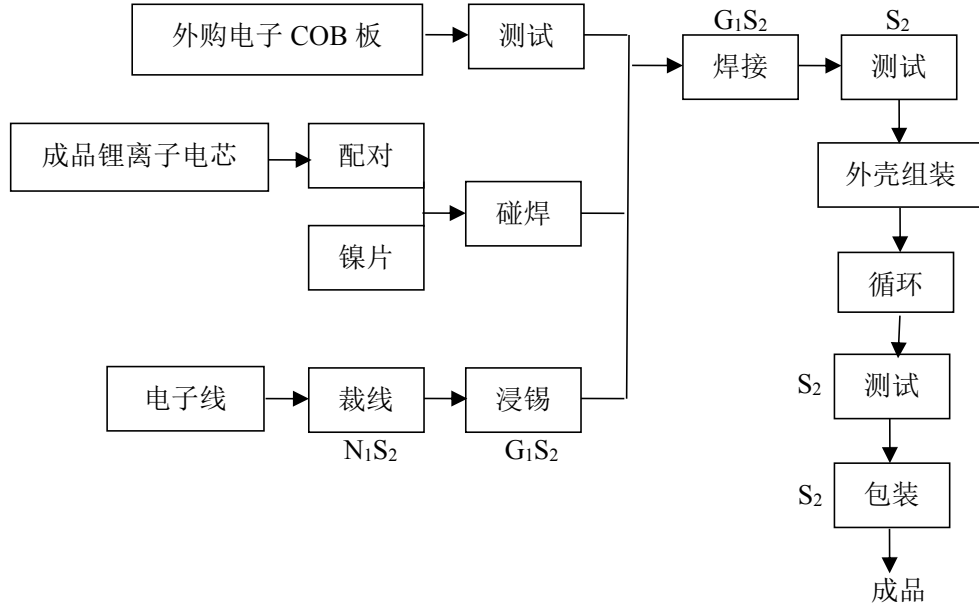 外购电子 COB 板
测试
G₁S₂
焊接
S₂
测试
成品锂离子电芯
配对
镍片
碰焊
外壳组装
循环
电子线
裁线
N₁S₂
浸锡
G₁S₂
S₂
测试
S₂
包装
成品